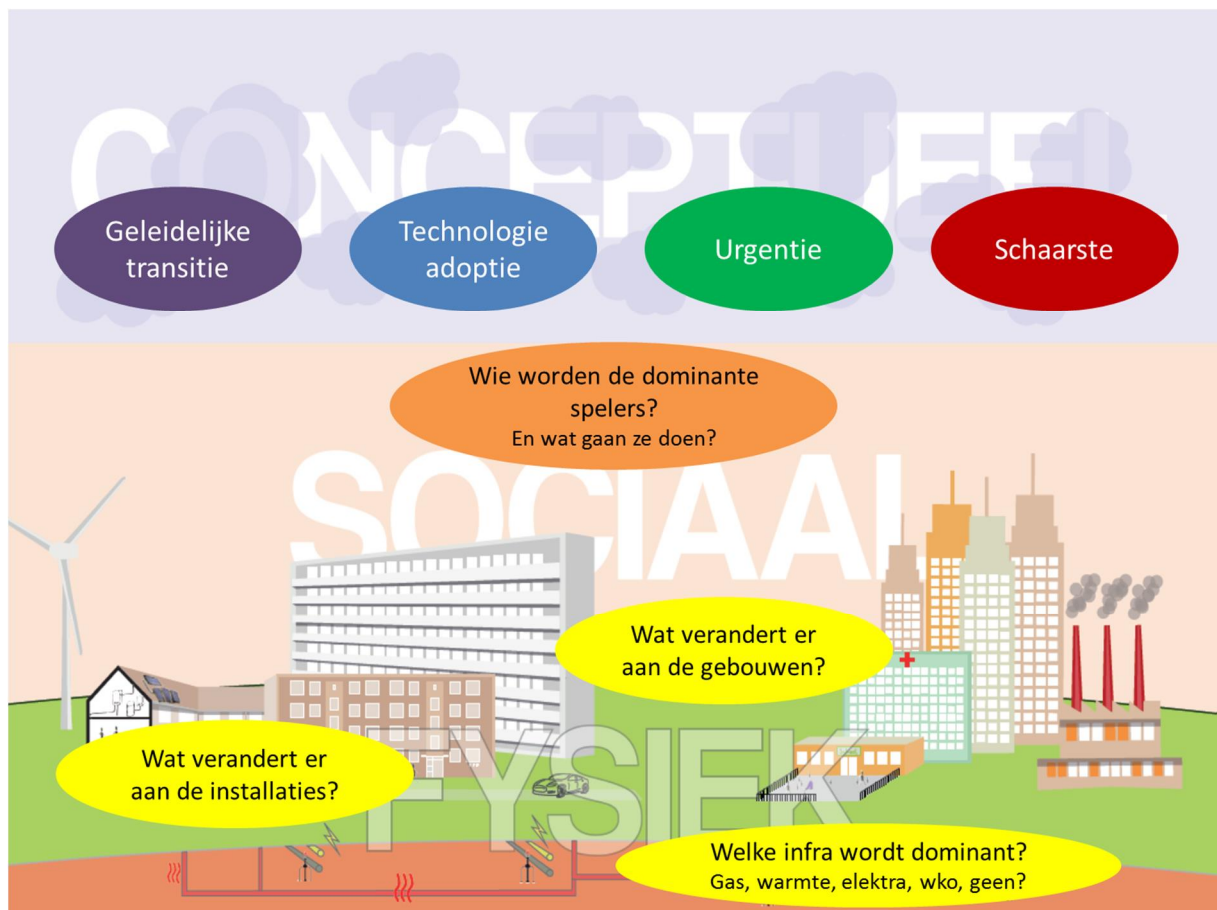 CONCEPTUEEL
Geleidelijke
transitie
Technologie
adoptie
Urgentie
Schaarste
Wie worden de dominante
spelers?
En wat gaan ze doen?
SOCIAAL
Wat verandert er
aan de gebouwen?
Wat verandert er
aan de installaties?
FYSIEK
Welke infra wordt dominant?
Gas, warmte, elektra, wko, geen?